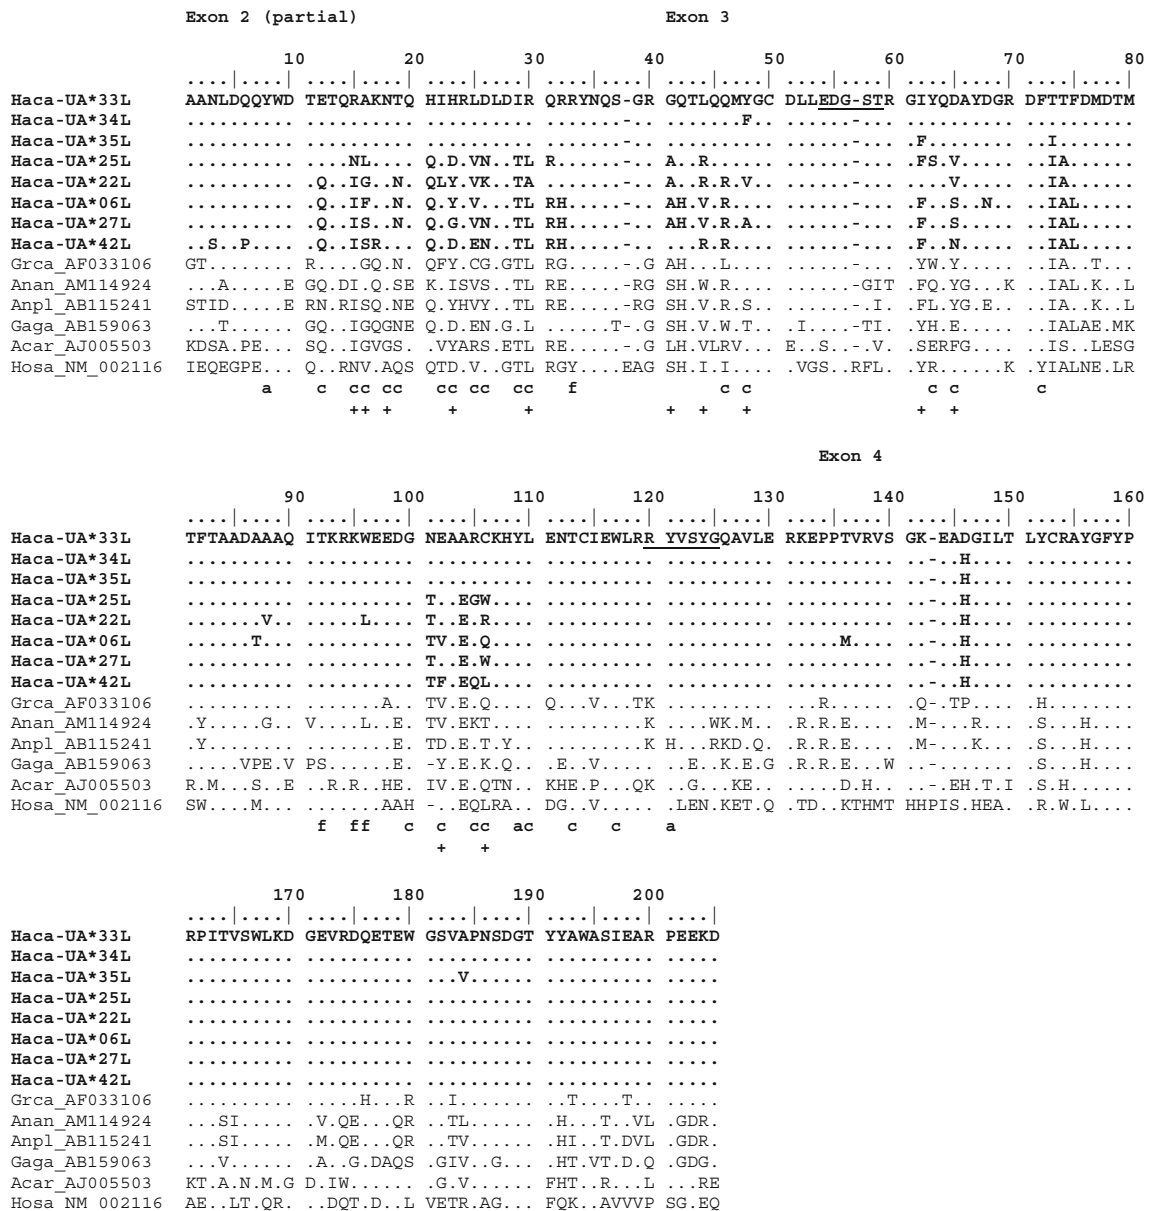 Exon 2 (partial) Exon 3
10 20 30 40 50 60 70 80
....|....| ....|....| ....|....| ....|....| ....|....| ....|....| ....|....| ....|....|
Haca-UA*33L AANLDQQYWD TETQRAKNTQ HIHRLDLDIR QRRYNQS-GR GQTLQQMYGC DLLEDG-STR GIYQDAYDGR DFTTFDMDTM
Haca-UA*34L .......... .......... .......... .......-.. .......F.. ......-... .......... ..........
Haca-UA*35L .......... .......... .......... .......-.. .......... ......-... .F........ ...I......
Haca-UA*25L .......... ....NL.... Q.D.VN..TL R......-.. A..R...... ......-... .FS.V..... ...IA.....
Haca-UA*22L .......... .Q..IG..N. QLY.VK..TA .......-.. A..R.R.V.. ......-... ....V..... ...IA.....
Haca-UA*06L .......... .Q..IF..N. Q.Y.V...TL RH.....-.. AH.V.R.... ......-... .F..S..N.. ...IAL....
Haca-UA*27L .......... .Q..IS..N. Q.G.VN..TL RH.....-.. AH.V.R.A.. ......-... .F..S..... ...IAL....
Haca-UA*42L ..S..P.... .Q..ISR... Q.D.EN..TL RH.....-.. ...R.R.... ......-... .F..N..... ...IAL....
Grca_AF033106 GT........ R....GQ.N. QFY.CG.GTL RG.....-.G AH...L.... ......-... .YW.Y..... ...IA..T..
Anan_AM114924 ...A.....E GQ.DI.Q.SE K.ISVS..TL RE.....-RG SH.W.R.... ......-GIT .FQ.YG...K ...IAL.K..L
Anpl_AB115241 STID.....E RN.RISQ.NE Q.YHVY..TL RE.....-RG SH.V.R.S.. ......-.I. .FL.YG.E.. ...IA..K..L
Gaga_AB159063 ...T...... GQ..IGQGNE Q.D.EN.G.L ......T-.G SH.V.W.T.. .I....-TI. .YH.E..... ...IALAE.MK
Acar_AJ005503 KDSA.PE... SQ..IGVGS. .VYARS.ETL RE.....-.G LH.VLRV... E..S..-.V. .SERFG.... ...IS..LESG
Hosa_NM_002116 IEQEGPE... Q..RNV.AQS QTD.V..GTL RGY....EAG SH.I.I.... .VGS..RFL. .YR......K .YIALNE.LR
a c cc cc cc cc cc f c c c c c
++ + + + + + + + +
Exon 4
90 100 110 120 130 140 150 160
....|....| ....|....| ....|....| ....|....| ....|....| ....|....| ....|....| ....|....|
Haca-UA*33L TFTAADAAAQ ITKRKWEEDG NEAARCKHYL ENTCIEWLRR YVSYGQAVLE RKEPPTVRVS GK-EADGILT LYCRAYGFYP
Haca-UA*34L .......... .......... .......... .......... .......... .......... ..-..H.... ..........
Haca-UA*35L .......... .......... .......... .......... .......... .......... ..-..H.... ..........
Haca-UA*25L .......... .......... T..EGW.... .......... .......... .......... ..-..H.... ..........
Haca-UA*22L .......V.. .....L.... T..E.R.... .......... .......... .......... ..-..H.... ..........
Haca-UA*06L ......T... .......... TV.E.Q.... .......... .......... .....M.... ..-..H.... ..........
Haca-UA*27L .......... .......... T..E.W.... .......... .......... .......... ..-..H.... ..........
Haca-UA*42L .......... .......... TF.EQL.... .......... .......... .......... ..-..H.... ..........
Grca_AF033106 .......... .......A.. TV.E.Q.... Q...V...TK .......... ...R...... .Q-.TP.... .C........
Anan_AM114924 .Y.....G.. V....L..E. TV.EKT.... .........K .....WK.M. .R.R.E.... .M-...R... .S...H....
Anpl_AB115241 .Y........ ........E. TD.E.T.Y.. .........K H...RKD.Q. .R.R.E.... .M-...K... .S...H....
Gaga_AB159063 .....VPE.V PS......E. -Y.E.K.Q.. .E..V..... ...E..K.E.G .R.R.E...W ..-....... .S...H....
Acar_AJ005503 R.M....S..E ..R.R..HE. IV.E.QTN.. KHE.P...QK ..G...KE.. .....D.H.. ..-.EH.T.I .S.H......
Hosa_NM_002116 SW....M... .......AAH -..EQLRA.. DG..V..... ..LEN.KET.Q .TD..KTHMT HHPIS.HEA. .R.W.L....
f ff c c cc ac c c a
+ +
170 180 190 200
....|....| ....|....| ....|....| ....|....| ....|
Haca-UA*33L RPITVSWLKD GEVRDQETEW GSVAPNSDGT YYAWASIEAR PEEKD
Haca-UA*34L .......... .......... .......... .......... .....
Haca-UA*35L .......... .......... ...V...... .......... .....
Haca-UA*25L .......... .......... .......... .......... .....
Haca-UA*22L .......... .......... .......... .......... .....
Haca-UA*06L .......... .......... .......... .......... .....
Haca-UA*27L .......... .......... .......... .......... .....
Haca-UA*42L .......... .......... .......... .......... .....
Grca_AF033106 .......... .....H...R ..I....... ..T....T.. .....
Anan_AM114924 ...SI..... .V.QE...QR ..TL...... .H...T..VL .GDR.
Anpl_AB115241 ...SI..... .M.QE...QR ..TV...... .HI..T.DVL .GDR.
Gaga_AB159063 ...V...... .A..G.DAQS .GIV..G... .HT.VT.D.Q .GDG.
Acar_AJ005503 KT.A.N.M.G D.IW...... .G.V...... FHT..R...L ...RE
Hosa_NM_002116 AE..LT.QR. ..DQT.D..L VETR.AG... FQK..AVVVP SG.EQ